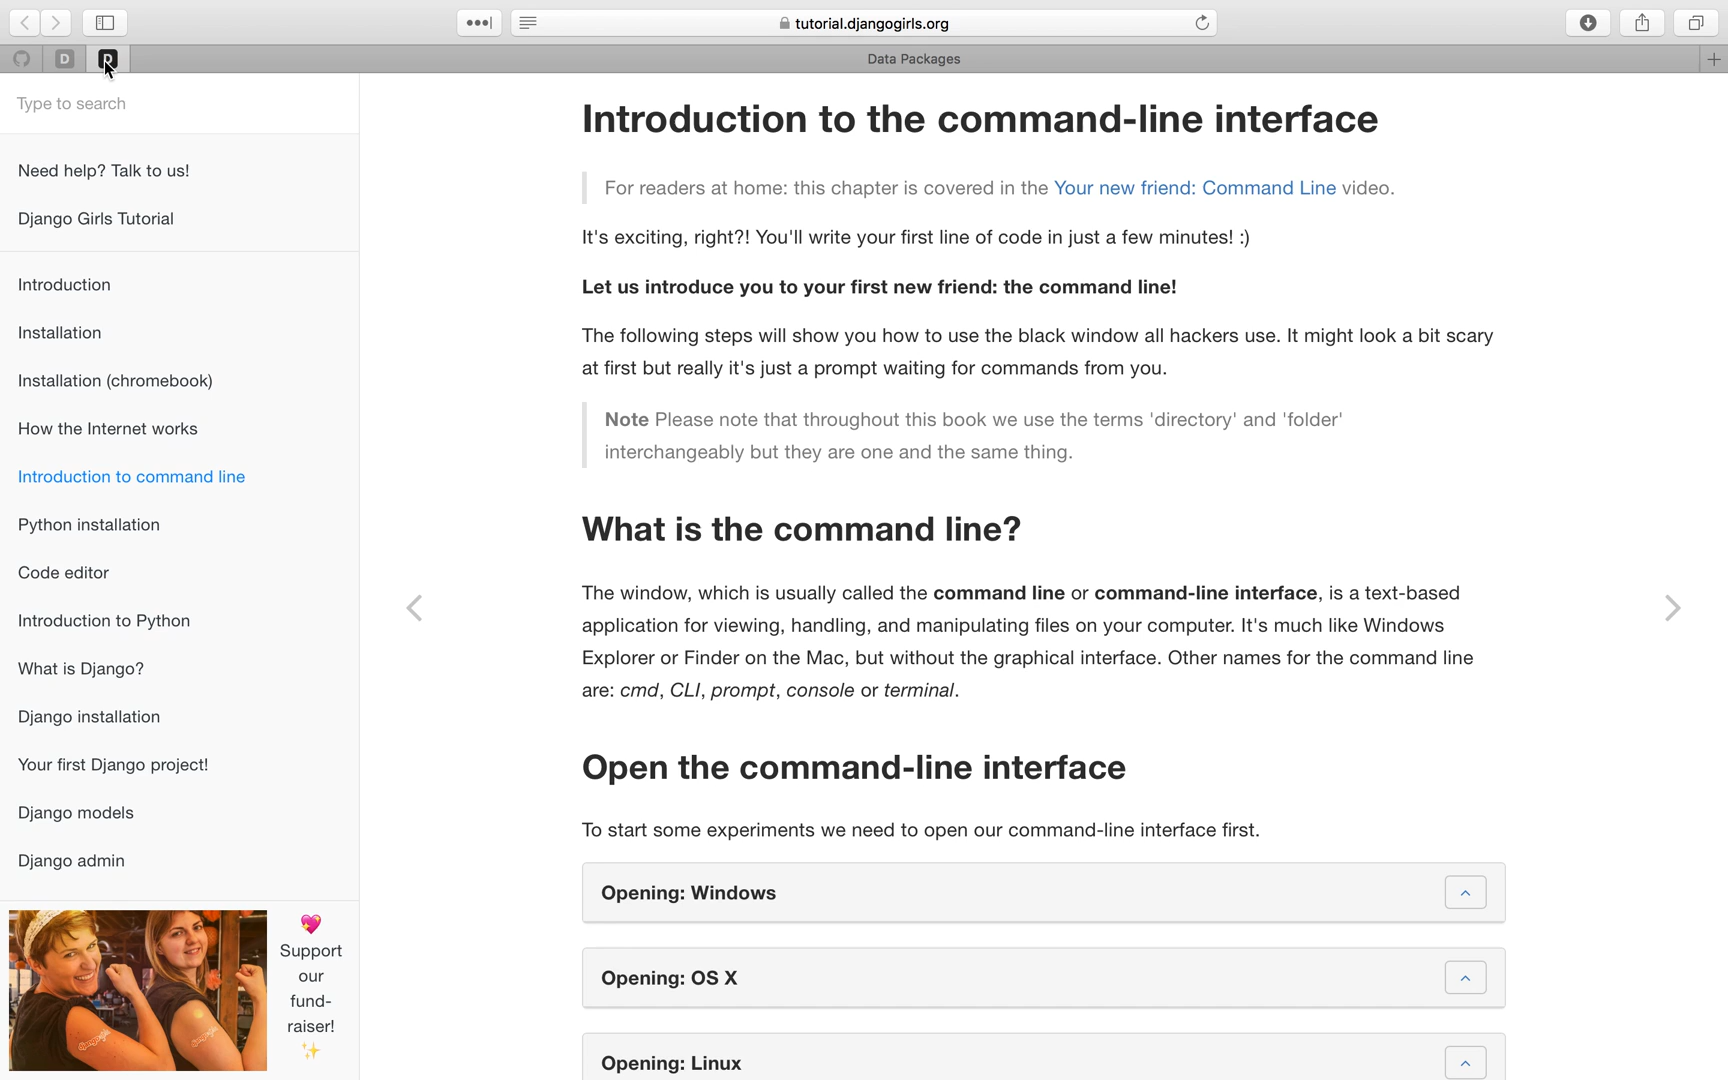 tutorial.djangogirls.org
D
D
Data Packages
Type to search
Need help? Talk to us!
Django Girls Tutorial
Introduction
Installation
Installation (chromebook)
How the Internet works
Introduction to command line
Python installation
Code editor
Introduction to Python
What is Django?
Django installation
Your first Django project!
Django models
Django admin
💖
Support
our
fund-
raiser!
✨
Introduction to the command-line interface
For readers at home: this chapter is covered in the Your new friend: Command Line video.
It's exciting, right?! You'll write your first line of code in just a few minutes! :)
Let us introduce you to your first new friend: the command line!
The following steps will show you how to use the black window all hackers use. It might look a bit scary
at first but really it's just a prompt waiting for commands from you.
Note Please note that throughout this book we use the terms 'directory' and 'folder'
interchangeably but they are one and the same thing.
What is the command line?
The window, which is usually called the command line or command-line interface, is a text-based
application for viewing, handling, and manipulating files on your computer. It's much like Windows
Explorer or Finder on the Mac, but without the graphical interface. Other names for the command line
are: cmd, CLI, prompt, console or terminal.
Open the command-line interface
To start some experiments we need to open our command-line interface first.
Opening: Windows
Opening: OS X
Opening: Linux